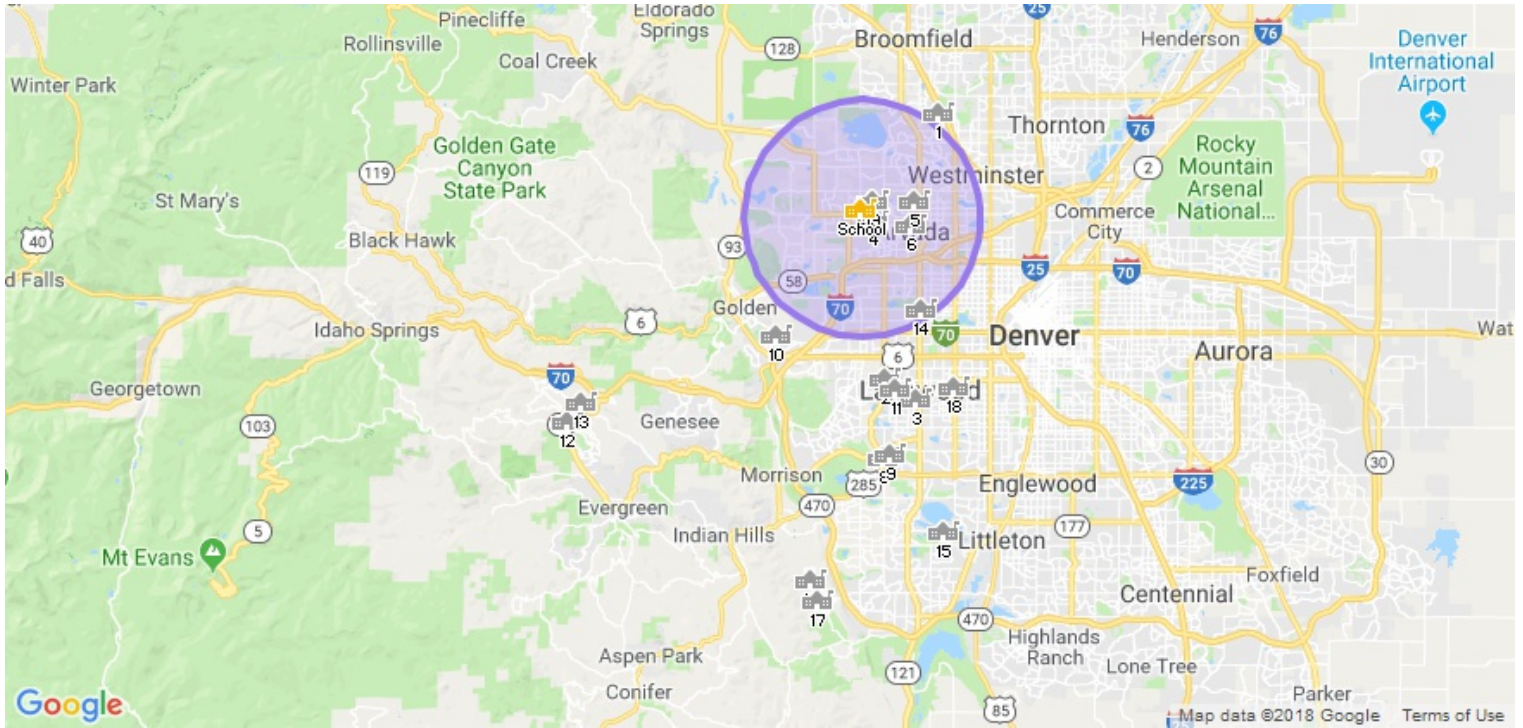 Pinecliffe
Eldorado
Springs
Rollinsville
Coal Creek
128
Broomfield
25
Henderson
76
Denver
International
Airport
Winter Park
Golden Gate
Canyon
State Park
119
1
Thornton
76
2
Rocky
Mountain
Arsenal
National...
Westminster
St Mary's
5
School
4
6
Arvada
Commerce
City
40
Black Hawk
93
d Falls
58
25
70
Golden
70
14
70
Idaho Springs
6
10
Denver
Wat
6
Aurora
Georgetown
70
11
3
18
13
12
Genesee
103
Morrison
9
285
Englewood
225
30
Evergreen
470
177
5
Indian Hills
15
Littleton
Mt Evans
Foxfield
17
Centennial
470
Highlands
Ranch
Aspen Park
121
Lone Tree
Conifer
85
Parker
Google
Map data ©2018 Google
Terms of Use